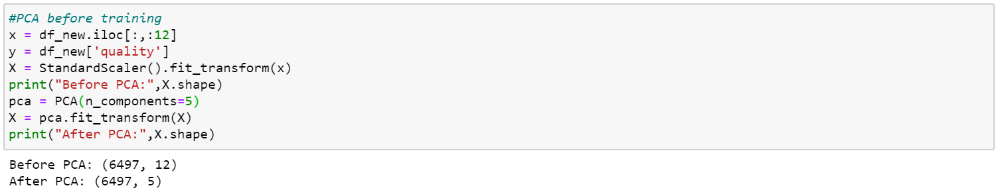 #PCA before training
x = df_new.iloc[:,:12]
y = df_new['quality']
X = StandardScaler().fit_transform(x)
print("Before PCA:",X.shape)
pca = PCA(n_components=5)
X = pca.fit_transform(X)
print("After PCA:",X.shape)
Before PCA: (6497, 12)
After PCA: (6497, 5)